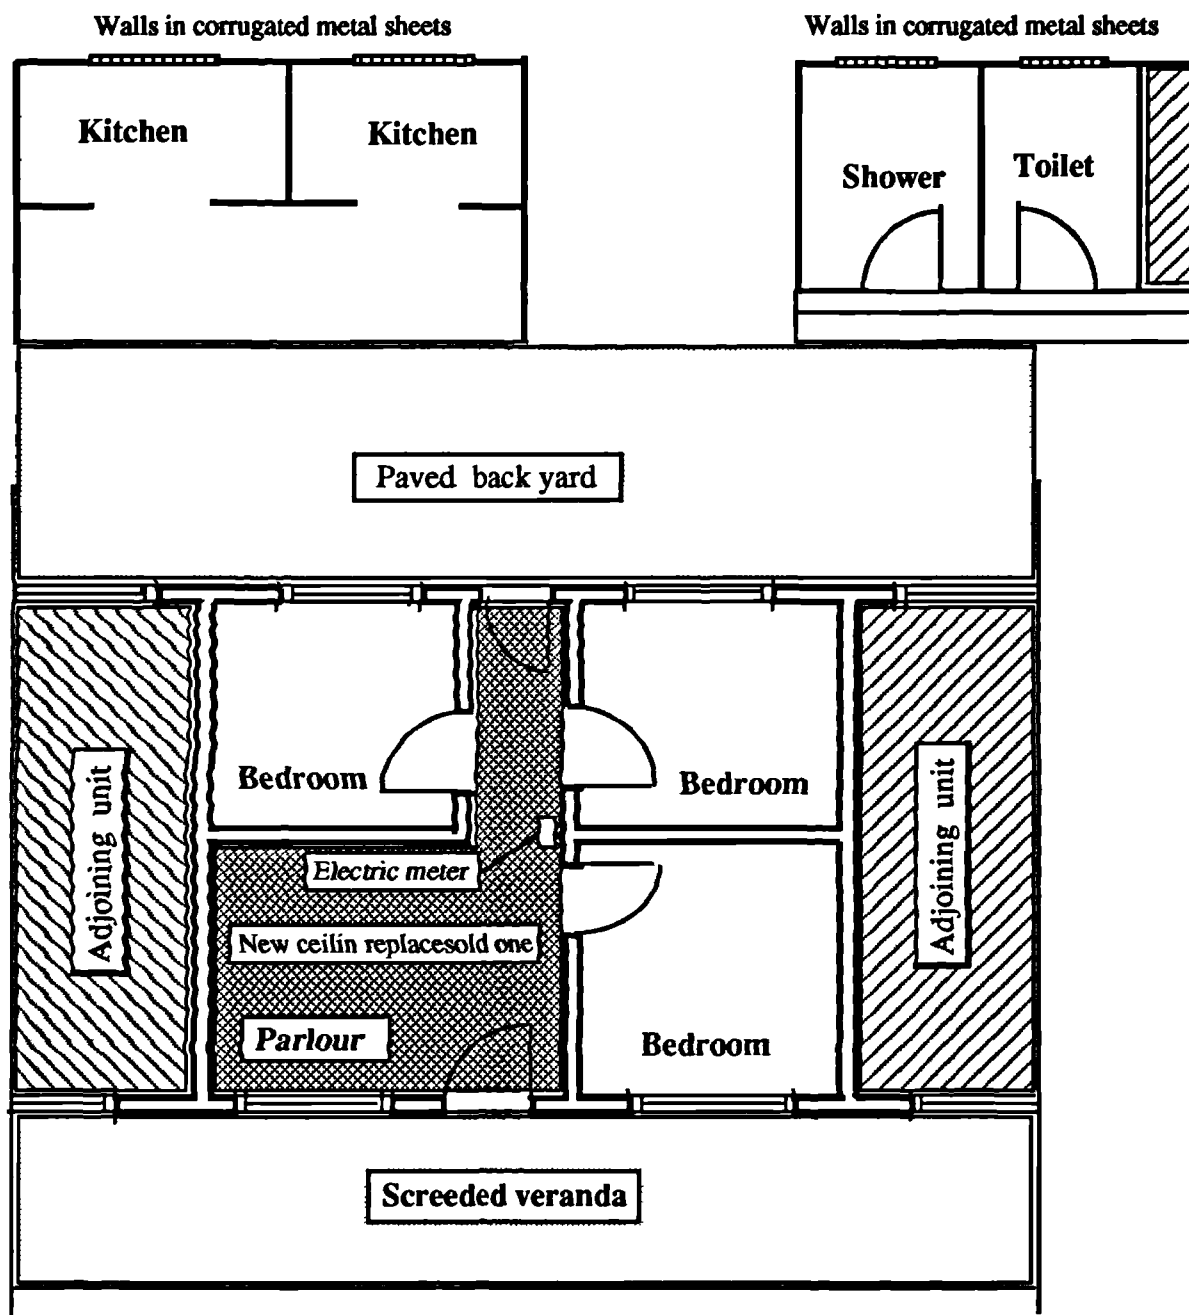 Walls in corrugated metal sheets
Walls in corrugated metal sheets
Kitchen
Kitchen
Shower
Toilet
Paved back yard
Bedroom
Bedroom
Adjoining unit
Adjoining unit
Electric meter
New ceilin replacesold one
Parlour
Bedroom
Screeded veranda